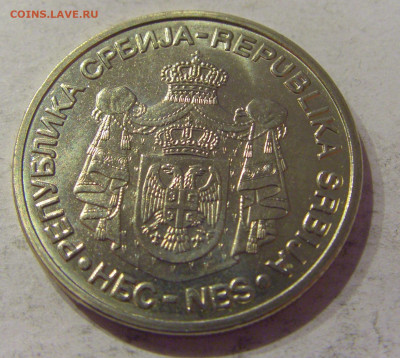 COINS.LAVE.RU
РЕПУБЛИКА СРБИЈА-REPUBLIKA SRBIJA
НБС-NBS